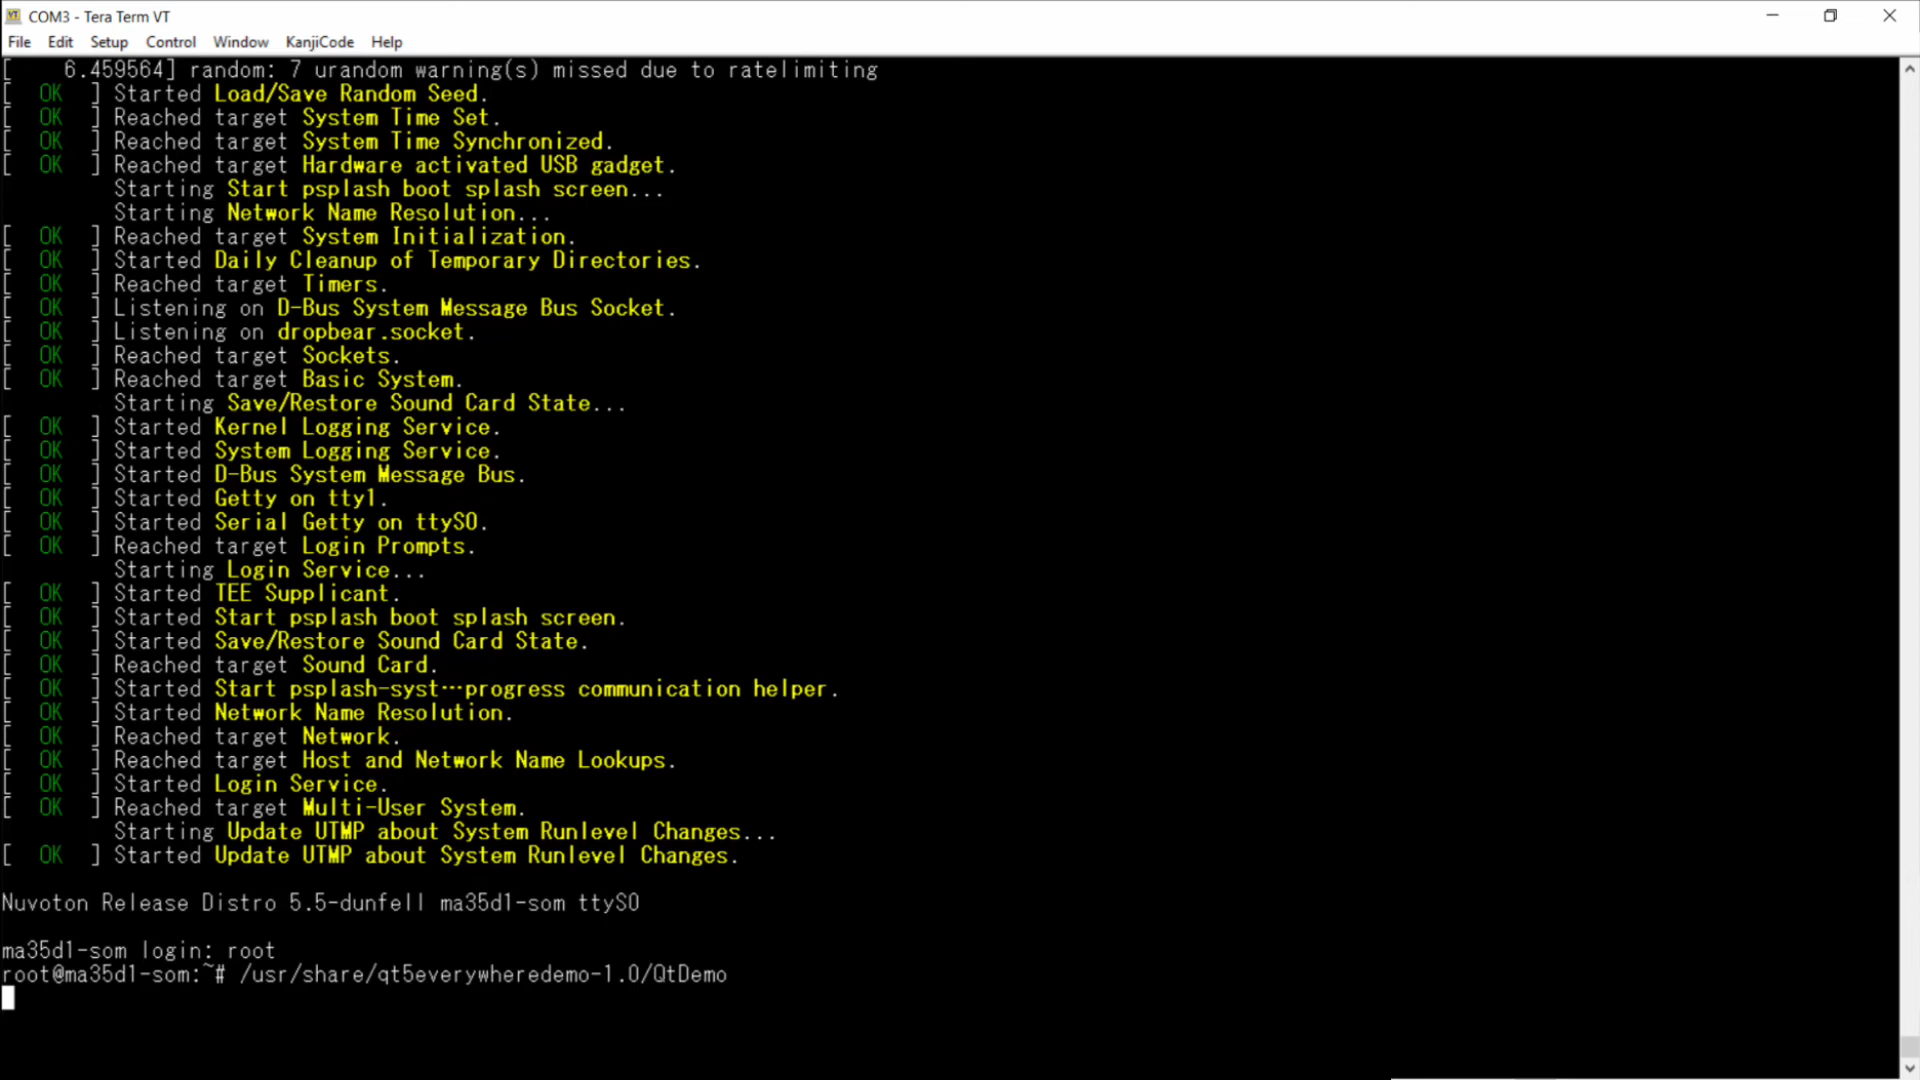 COM3 - Tera Term VT
File Edit Setup Control Window KanjiCode Help
[    6.459564] random: 7 urandom warning(s) missed due to ratelimiting
[  OK  ] Started Load/Save Random Seed.
[  OK  ] Reached target System Time Set.
[  OK  ] Reached target System Time Synchronized.
[  OK  ] Reached target Hardware activated USB gadget.
Starting Start psplash boot splash screen...
Starting Network Name Resolution...
[  OK  ] Reached target System Initialization.
[  OK  ] Started Daily Cleanup of Temporary Directories.
[  OK  ] Reached target Timers.
[  OK  ] Listening on D-Bus System Message Bus Socket.
[  OK  ] Listening on dropbear.socket.
[  OK  ] Reached target Sockets.
[  OK  ] Reached target Basic System.
Starting Save/Restore Sound Card State...
[  OK  ] Started Kernel Logging Service.
[  OK  ] Started System Logging Service.
[  OK  ] Started D-Bus System Message Bus.
[  OK  ] Started Getty on tty1.
[  OK  ] Started Serial Getty on ttyS0.
[  OK  ] Reached target Login Prompts.
Starting Login Service...
[  OK  ] Started TEE Supplicant.
[  OK  ] Started Start psplash boot splash screen.
[  OK  ] Started Save/Restore Sound Card State.
[  OK  ] Reached target Sound Card.
[  OK  ] Started Start psplash-syst…progress communication helper.
[  OK  ] Started Network Name Resolution.
[  OK  ] Reached target Network.
[  OK  ] Reached target Host and Network Name Lookups.
[  OK  ] Started Login Service.
[  OK  ] Reached target Multi-User System.
Starting Update UTMP about System Runlevel Changes...
[  OK  ] Started Update UTMP about System Runlevel Changes.
Nuvoton Release Distro 5.5-dunfell ma35d1-som ttyS0
ma35d1-som login: root
root@ma35d1-som:~# /usr/share/qt5everywheredemo-1.0/QtDemo